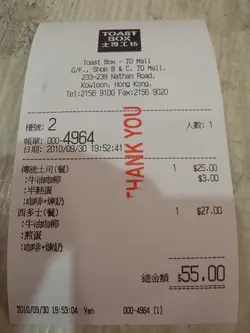 TOAST
BOX
土司工坊
Toast Box - JD Mall
G/F., Shop B & C, JD Mall,
233-239 Nathan Road,
Kowloon, Hong Kong.
Tel:2156 9100 Fax:2156 9020
檯號: 2
人數: 1
帳單: 000-4964
日期: 2010/09/30 19:52:41
THANK YOU
傳統土司(餐) 1 $25.00
:牛油咖椰 $3.00
:半熟蛋
:咖啡+煉奶
西多士(餐) 1 $27.00
:牛油咖椰
:煎蛋
:咖啡+煉奶
總金額 $55.00
2010/09/30 19:53:04 Yan 000-4964 [1]